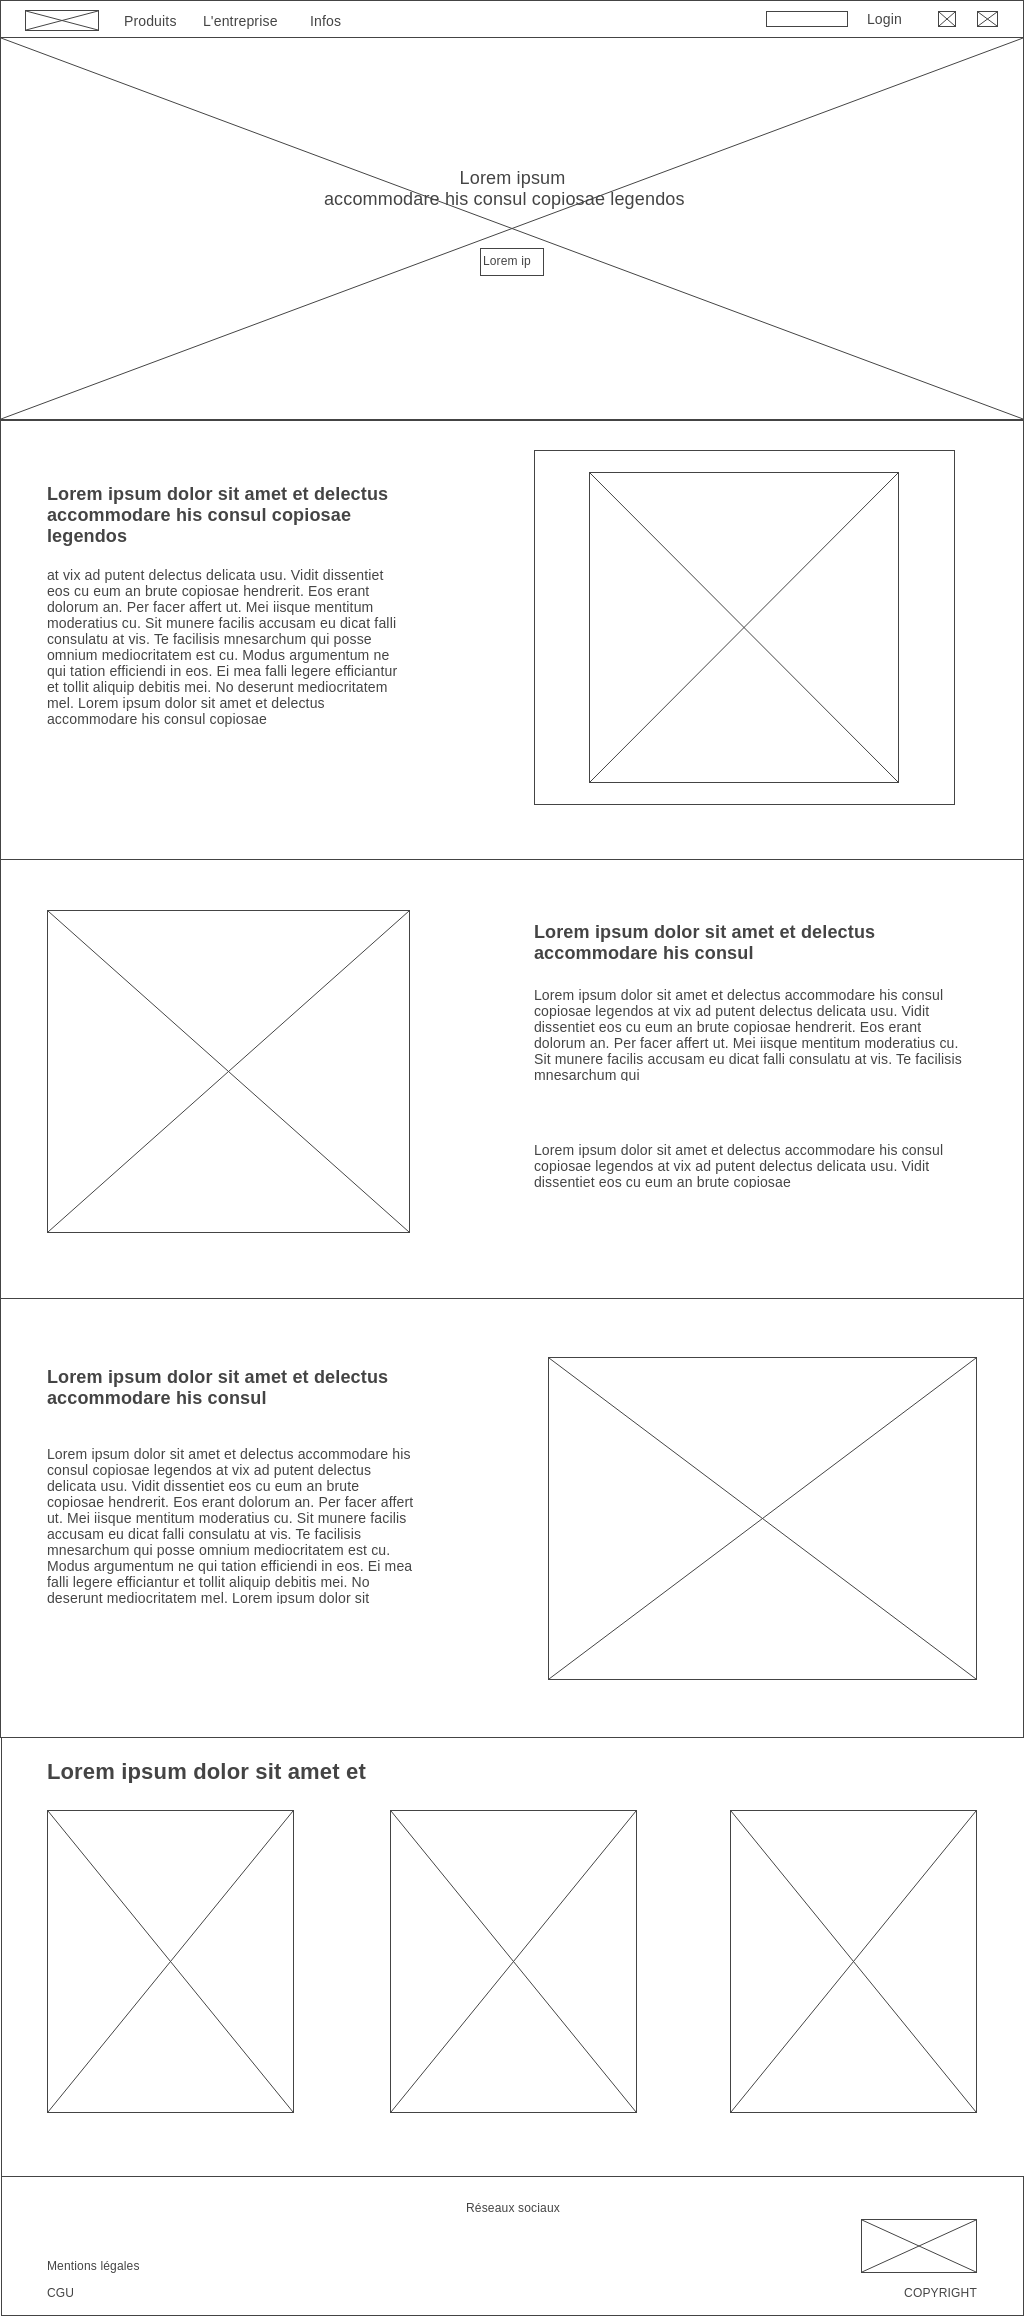 Produits L'entreprise Infos Login
Lorem ipsum
accommodare his consul copiosae legendos
Lorem ip
Lorem ipsum dolor sit amet et delectus
accommodare his consul copiosae
legendos
at vix ad putent delectus delicata usu. Vidit dissentiet
eos cu eum an brute copiosae hendrerit. Eos erant
dolorum an. Per facer affert ut. Mei iisque mentitum
moderatius cu. Sit munere facilis accusam eu dicat falli
consulatu at vis. Te facilisis mnesarchum qui posse
omnium mediocritatem est cu. Modus argumentum ne
qui tation efficiendi in eos. Ei mea falli legere efficiantur
et tollit aliquip debitis mei. No deserunt mediocritatem
mel. Lorem ipsum dolor sit amet et delectus
accommodare his consul copiosae
Lorem ipsum dolor sit amet et delectus
accommodare his consul
Lorem ipsum dolor sit amet et delectus accommodare his consul
copiosae legendos at vix ad putent delectus delicata usu. Vidit
dissentiet eos cu eum an brute copiosae hendrerit. Eos erant
dolorum an. Per facer affert ut. Mei iisque mentitum moderatius cu.
Sit munere facilis accusam eu dicat falli consulatu at vis. Te facilisis
mnesarchum qui
Lorem ipsum dolor sit amet et delectus accommodare his consul
copiosae legendos at vix ad putent delectus delicata usu. Vidit
dissentiet eos cu eum an brute copiosae
Lorem ipsum dolor sit amet et delectus
accommodare his consul
Lorem ipsum dolor sit amet et delectus accommodare his
consul copiosae legendos at vix ad putent delectus
delicata usu. Vidit dissentiet eos cu eum an brute
copiosae hendrerit. Eos erant dolorum an. Per facer affert
ut. Mei iisque mentitum moderatius cu. Sit munere facilis
accusam eu dicat falli consulatu at vis. Te facilisis
mnesarchum qui posse omnium mediocritatem est cu.
Modus argumentum ne qui tation efficiendi in eos. Ei mea
falli legere efficiantur et tollit aliquip debitis mei. No
deserunt mediocritatem mel. Lorem ipsum dolor sit
Lorem ipsum dolor sit amet et
Réseaux sociaux
Mentions légales
CGU COPYRIGHT